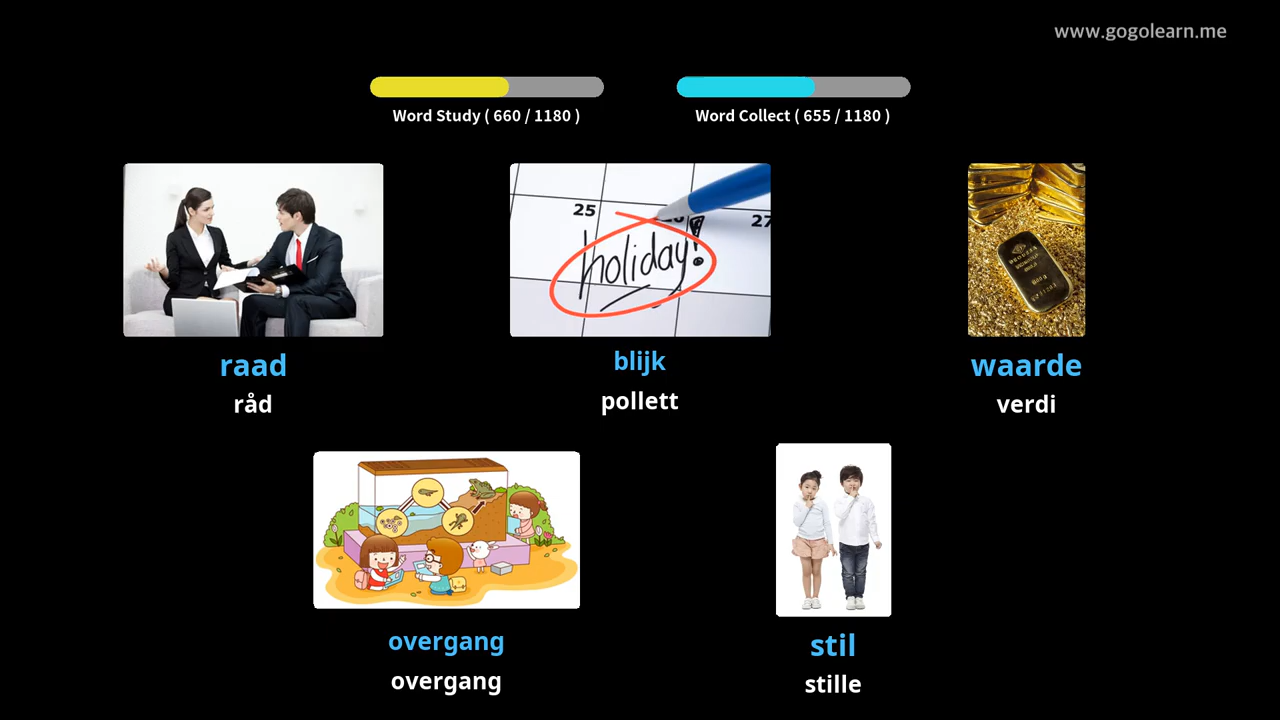 www.gogolearn.me
Word Study ( 660 / 1180 )
Word Collect ( 655 / 1180 )
25
27
holiday!
raad
råd
blijk
pollett
waarde
verdi
overgang
overgang
stil
stille